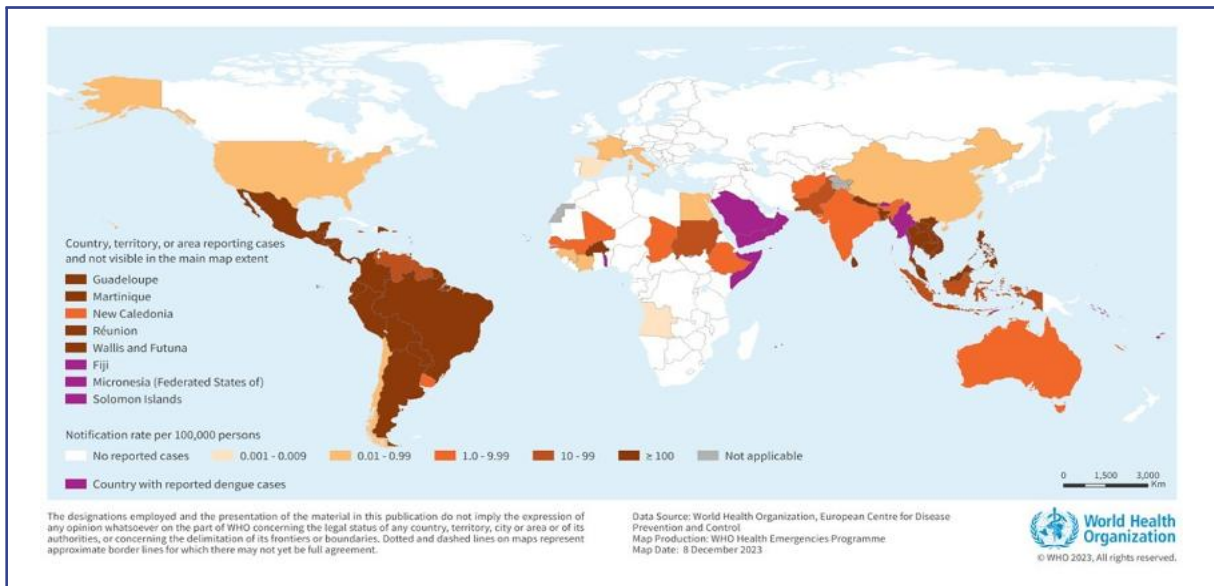 Country, territory, or area reporting cases
and not visible in the main map extent
Guadeloupe
Martinique
New Caledonia
Réunion
Wallis and Futuna
Fiji
Micronesia (Federated States of)
Solomon Islands
Notification rate per 100,000 persons
No reported cases 0.001 - 0.009 0.01 - 0.99 1.0 - 9.99 10 - 99 ≥ 100 Not applicable
Country with reported dengue cases
0 1,500 3,000
Km
The designations employed and the presentation of the material in this publication do not imply the expression of
any opinion whatsoever on the part of WHO concerning the legal status of any country, territory, city or area or of its
authorities, or concerning the delimitation of its frontiers or boundaries. Dotted and dashed lines on maps represent
approximate border lines for which there may not yet be full agreement.
Data Source: World Health Organization, European Centre for Disease
Prevention and Control
Map Production: WHO Health Emergencies Programme
Map Date: 8 December 2023
World Health
Organization
© WHO 2023, All rights reserved.